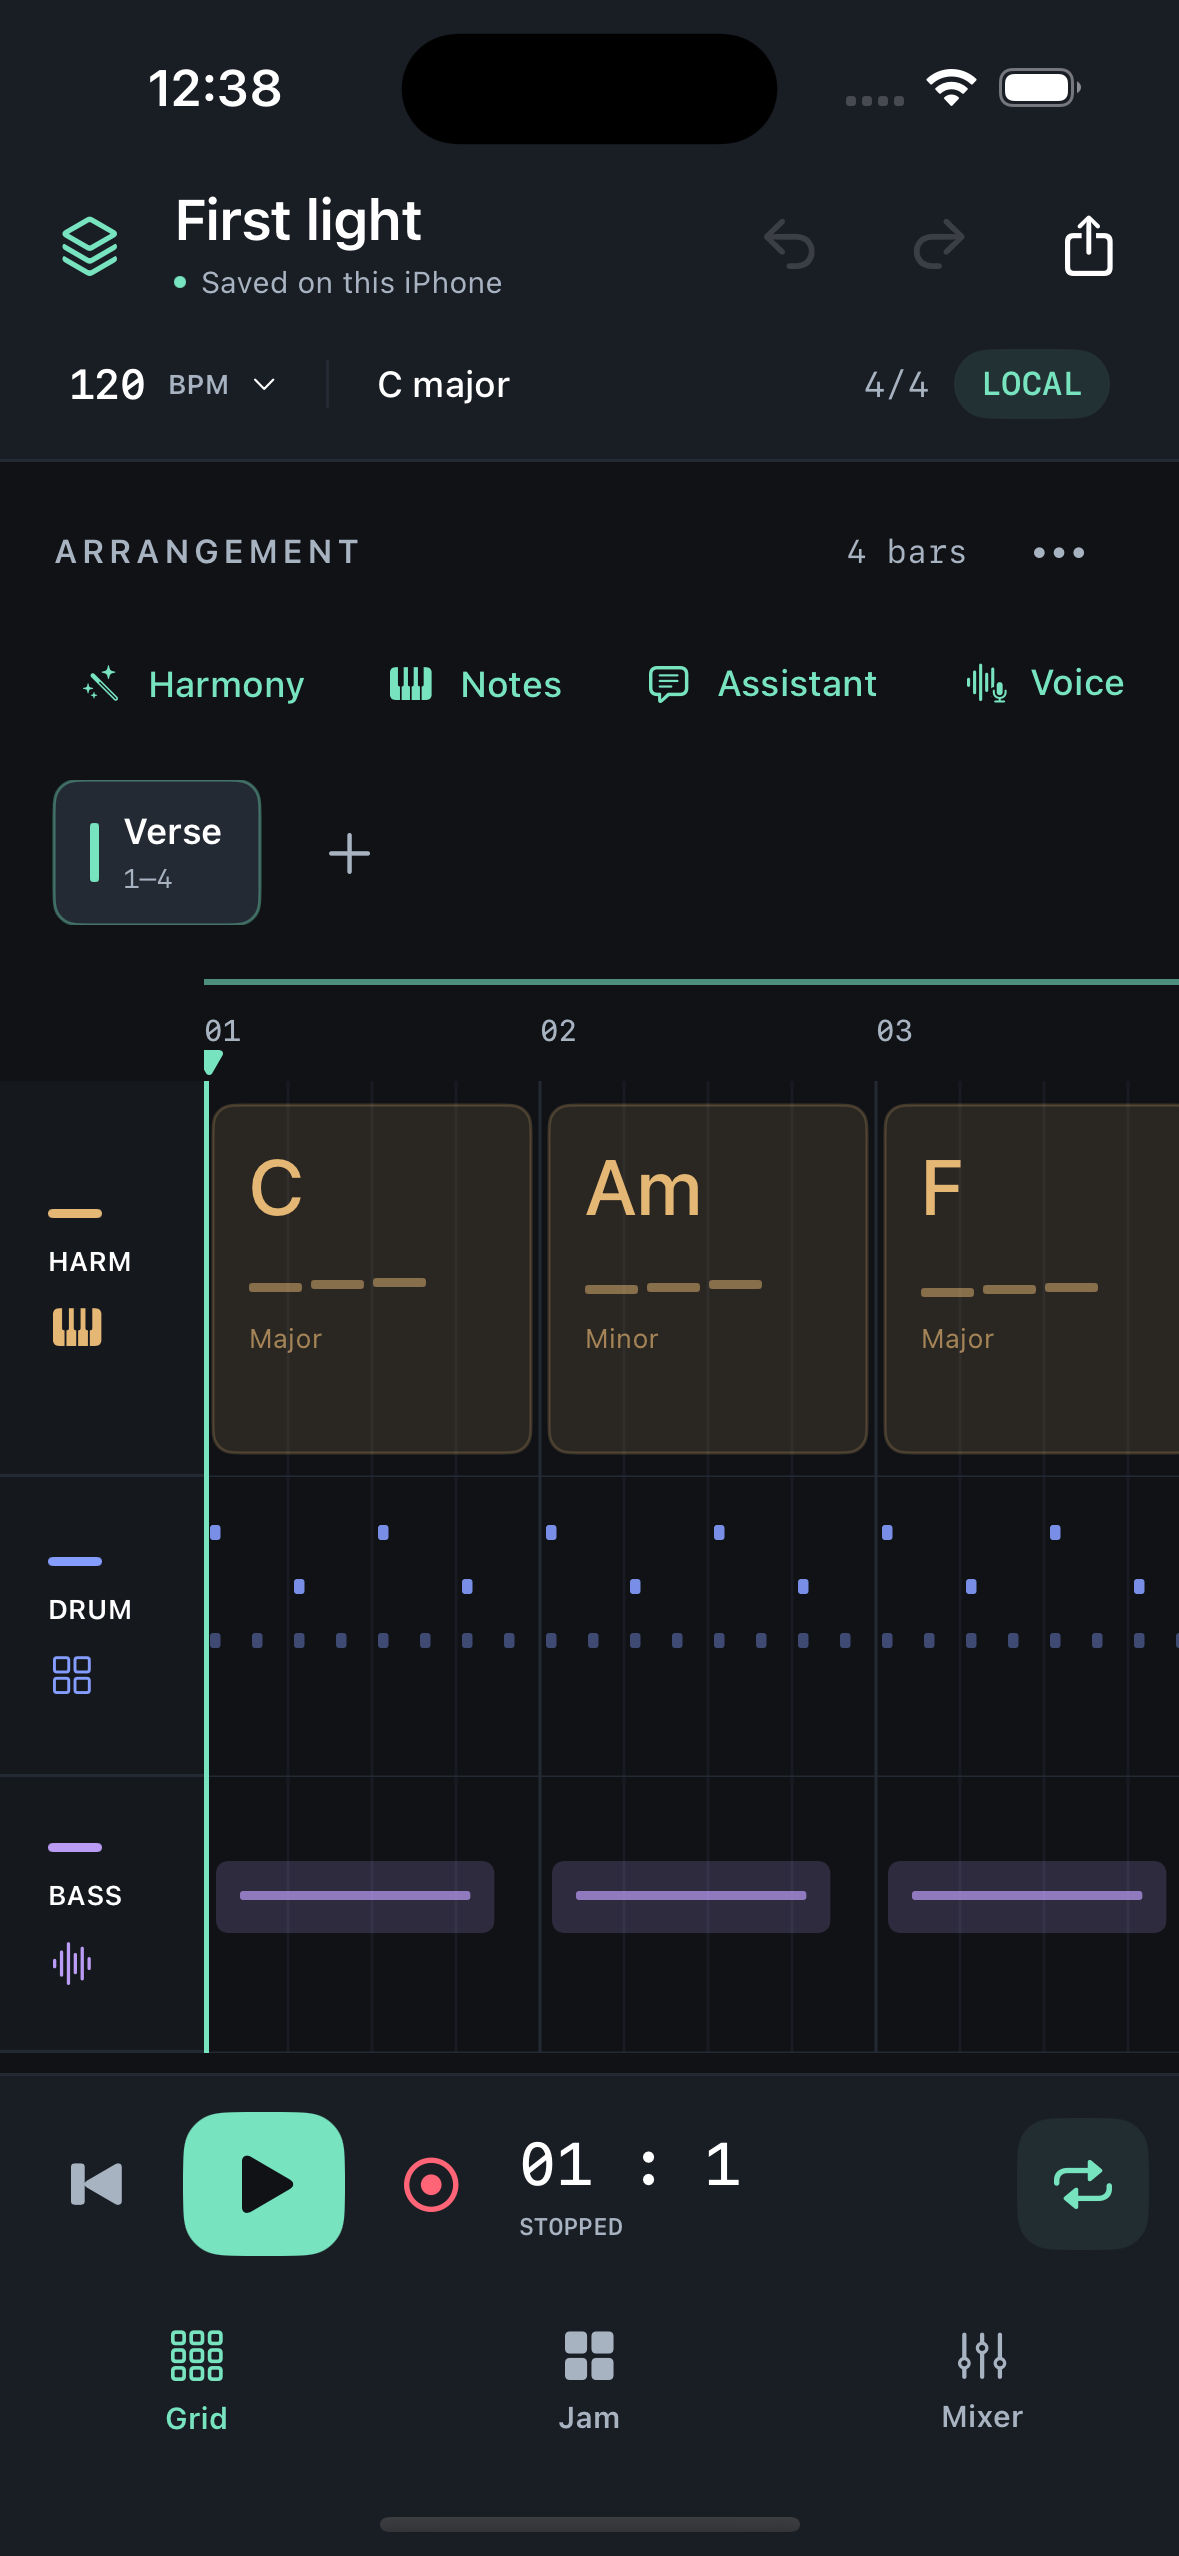 12:38
First light
Saved on this iPhone
120 BPM C major 4/4 LOCAL
ARRANGEMENT 4 bars
Harmony Notes Assistant Voice
Verse
1–4
01 02 03
C Am F
HARM
Major Minor Major
DRUM
BASS
01 : 1
STOPPED
Grid Jam Mixer